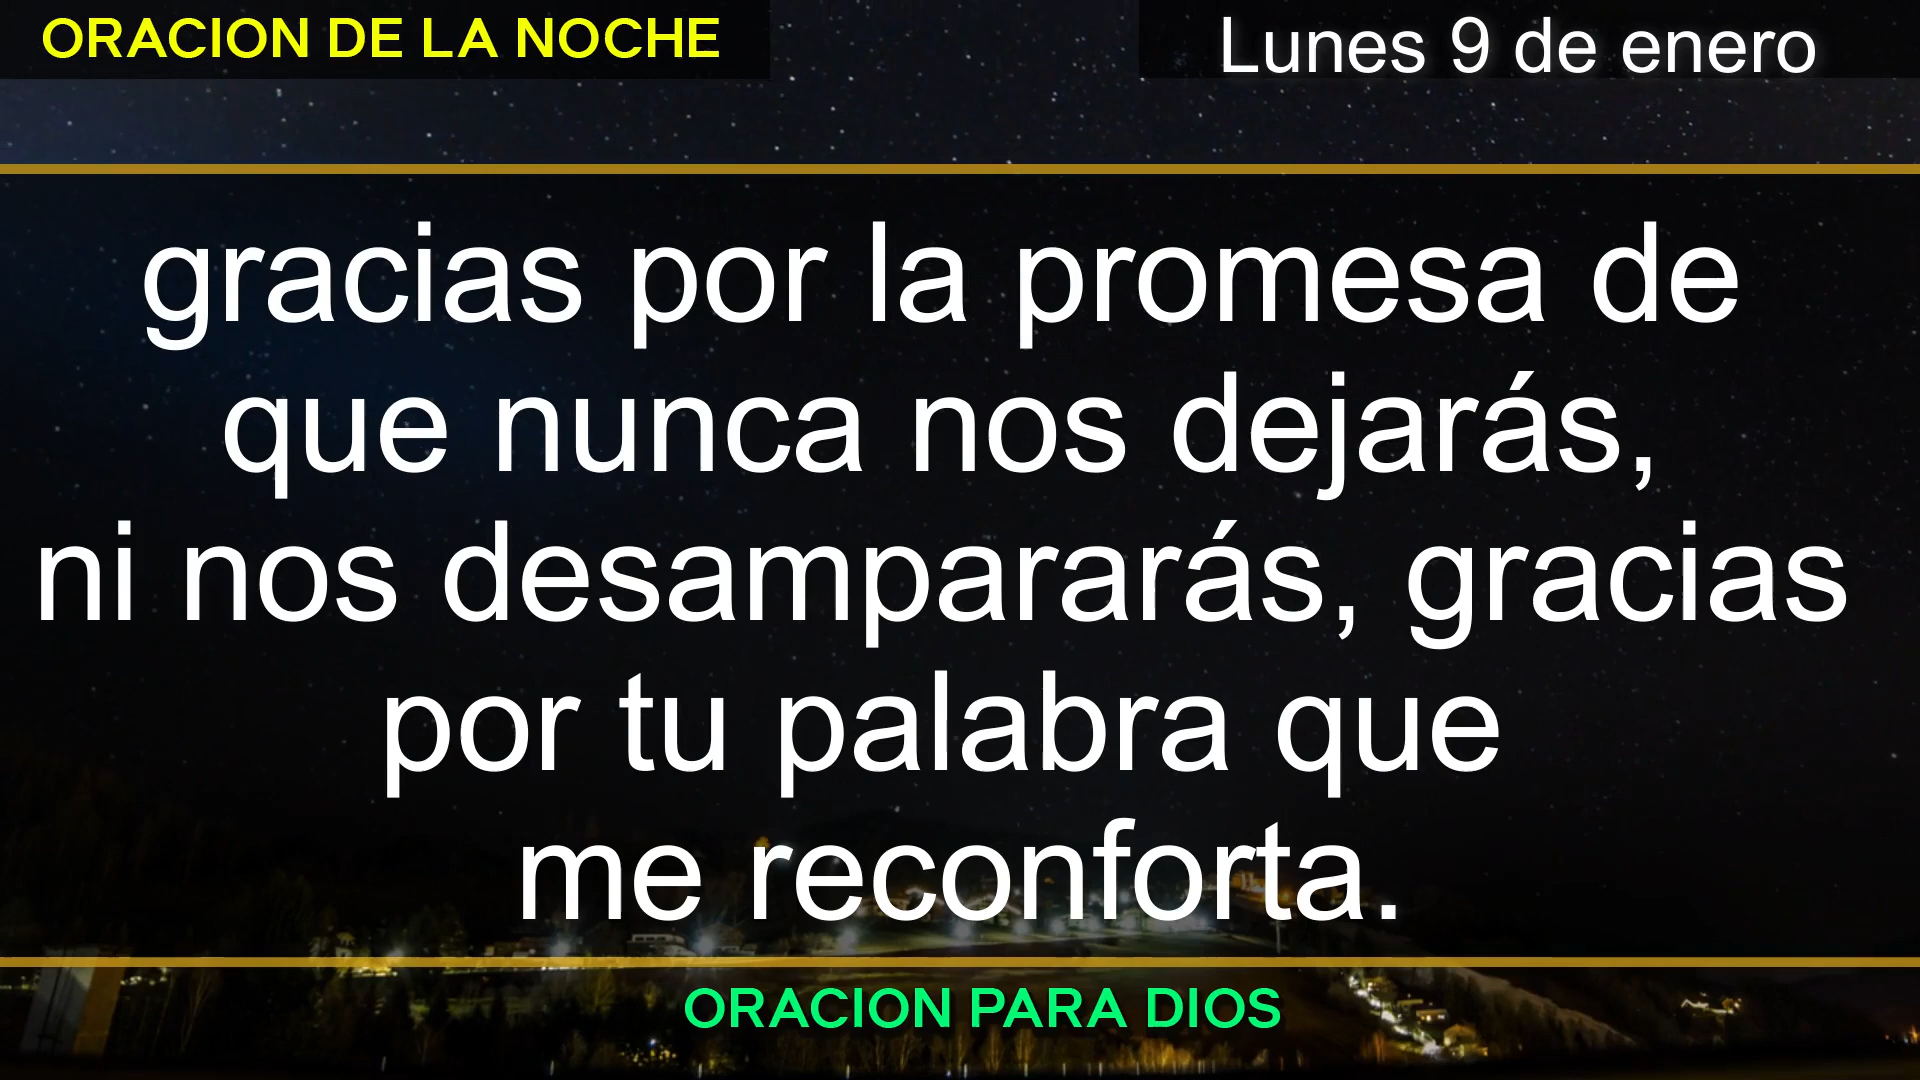 ORACION DE LA NOCHE
Lunes 9 de enero
gracias por la promesa de
que nunca nos dejarás,
ni nos desampararás, gracias
por tu palabra que
me reconforta.
ORACION PARA DIOS